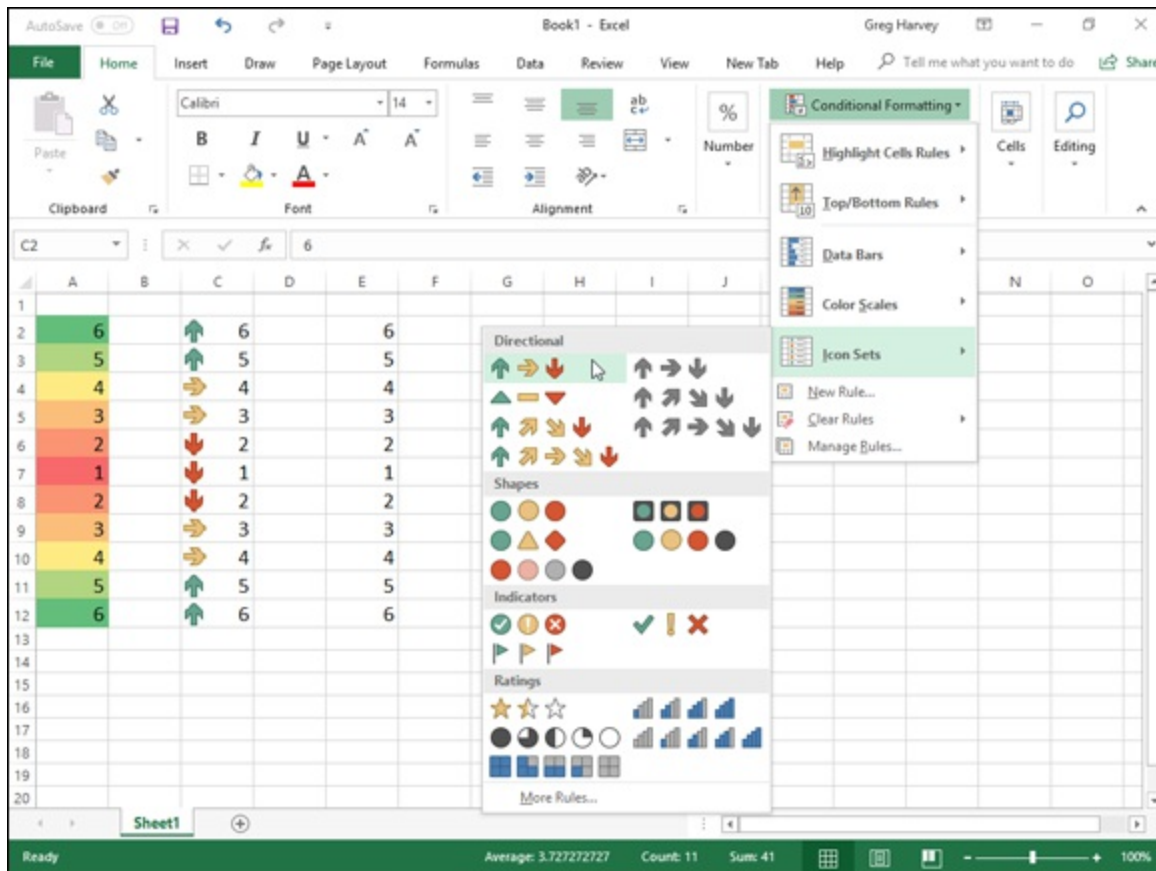 AutoSave Off Book1 - Excel Greg Harvey
File Home Insert Draw Page Layout Formulas Data Review View New Tab Help Tell me what you want to do Share
Calibri 14 ab Conditional Formatting
Paste B I U A A % Number Cells Editing
Highlight Cells Rules
A 10 Top/Bottom Rules
Clipboard Font Alignment
C2 fx 6 Data Bars
A B C D E F G H I J N O
1 Color Scales
2 6 6 6 Directional
3 5 5 5 Icon Sets
4 4 4 4 New Rule...
5 3 3 3 Clear Rules
6 2 2 2 Manage Rules...
7 1 1 1 Shapes
8 2 2 2
9 3 3 3
10 4 4 4
11 5 5 5 Indicators
12 6 6 6
13
14
15 Ratings
16
17
18
19
20 More Rules...
Sheet1
Ready Average: 3.727272727 Count: 11 Sum: 41 100%